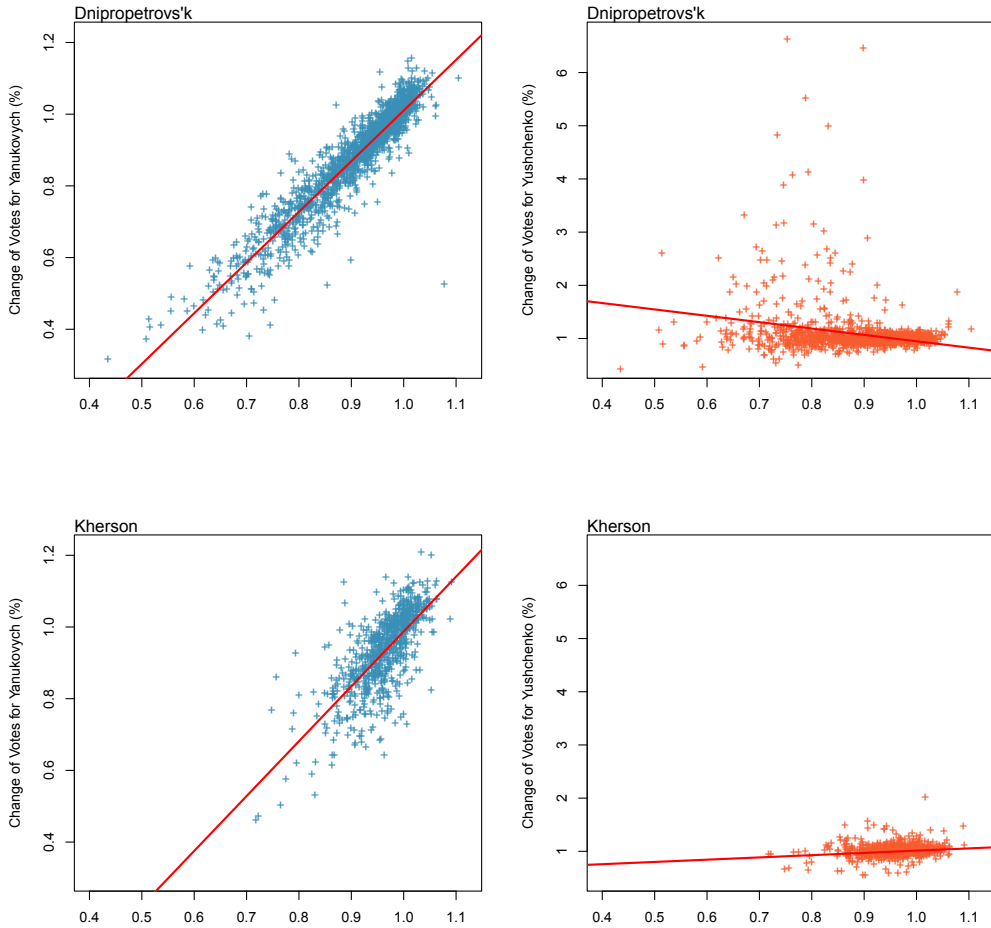 Dnipropetrovs'k
Change of Votes for Yanukovych (%)
1.2
1.0
0.8
0.6
0.4
0.4 0.5 0.6 0.7 0.8 0.9 1.0 1.1
Dnipropetrovs'k
Change of Votes for Yushchenko (%)
6
5
4
3
2
1
0.4 0.5 0.6 0.7 0.8 0.9 1.0 1.1
Kherson
Change of Votes for Yanukovych (%)
1.2
1.0
0.8
0.6
0.4
0.4 0.5 0.6 0.7 0.8 0.9 1.0 1.1
Kherson
Change of Votes for Yushchenko (%)
6
5
4
3
2
1
0.4 0.5 0.6 0.7 0.8 0.9 1.0 1.1